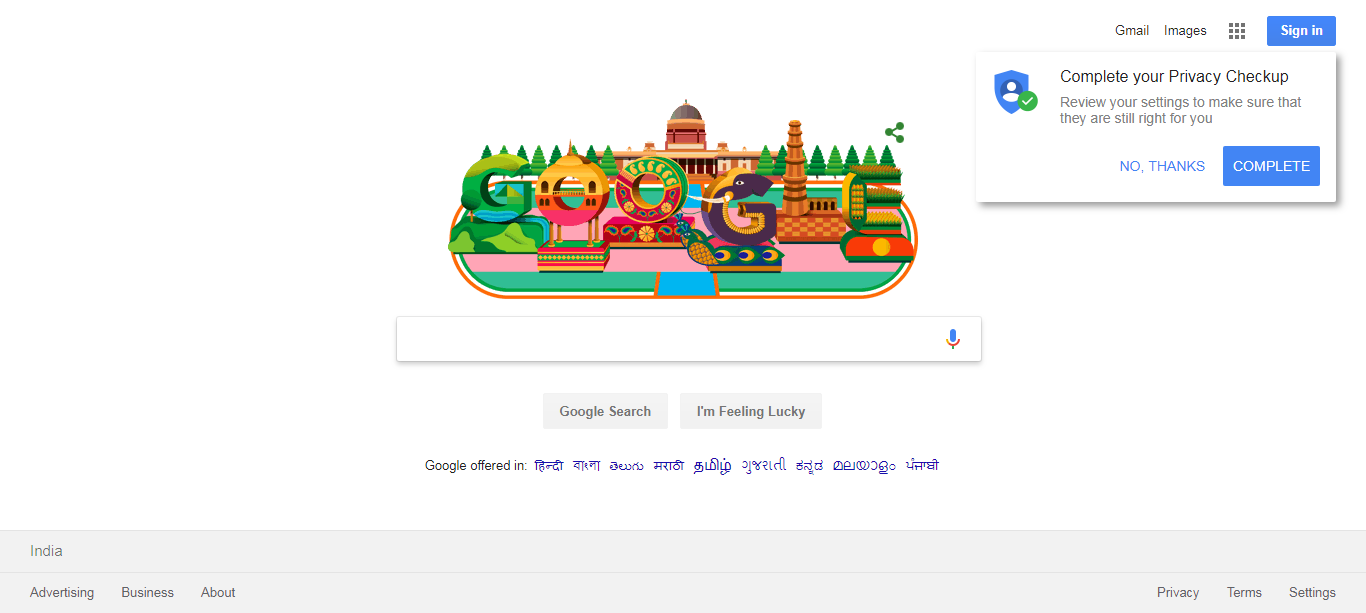 Gmail Images Sign in
Complete your Privacy Checkup
Review your settings to make sure that
they are still right for you
NO, THANKS COMPLETE
GOOGLE
Google Search I'm Feeling Lucky
Google offered in: हिन्दी বাংলা తెలుగు मराठी தமிழ் ગુજરાતી ಕನ್ನಡ മലയാളം ਪੰਜਾਬੀ
India
Advertising Business About Privacy Terms Settings